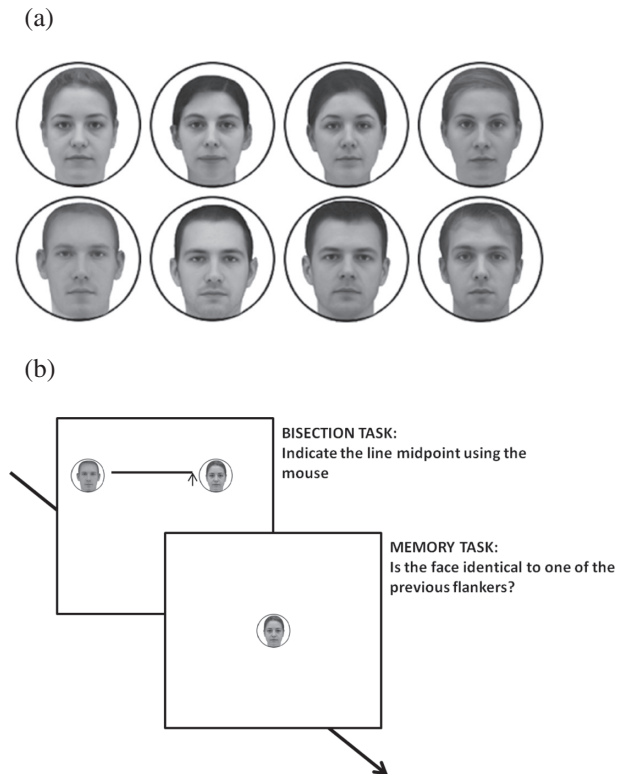 (a)
(b)
BISECTION TASK:
Indicate the line midpoint using the
mouse
MEMORY TASK:
Is the face identical to one of the
previous flankers?